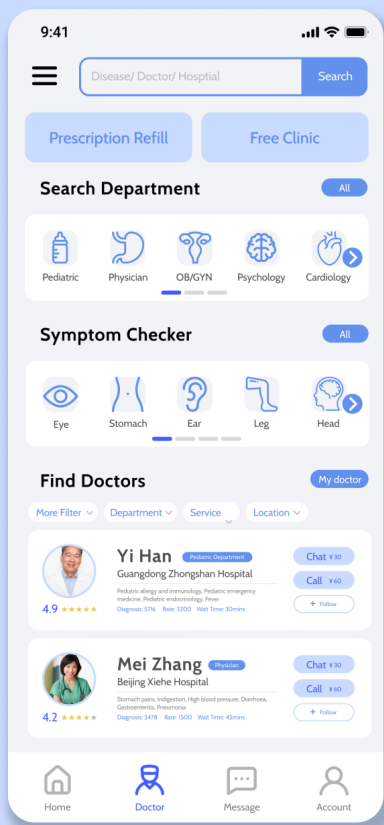 9:41
Disease/ Doctor/ Hosptial
Search
Prescription Refill
Free Clinic
Search Department
All
Pediatric
Physician
OB/GYN
Psychology
Cardiology
Symptom Checker
All
Eye
Stomach
Ear
Leg
Head
Find Doctors
My doctor
More Filter
Department
Service
Location
Yi Han Pediatric Department
Guangdong Zhongshan Hospital
Pediatric allergy and immunology, Pediatric emergency
medicine, Pediatric endocrinology, Fever
Diagnosis: 5716 Rate: 3200 Wait Time: 30mins
4.9
Chat ¥30
Call ¥60
+ Follow
Mei Zhang Physician
Beijing Xiehe Hospital
Stomach pains, Indigestion, High blood pressure, Diarrhoea,
Gastroenteritis, Pneumonia
Diagnosis: 3478 Rate: 1500 Wait Time: 45mins
4.2
Chat ¥30
Call ¥60
+ Follow
Home
Doctor
Message
Account